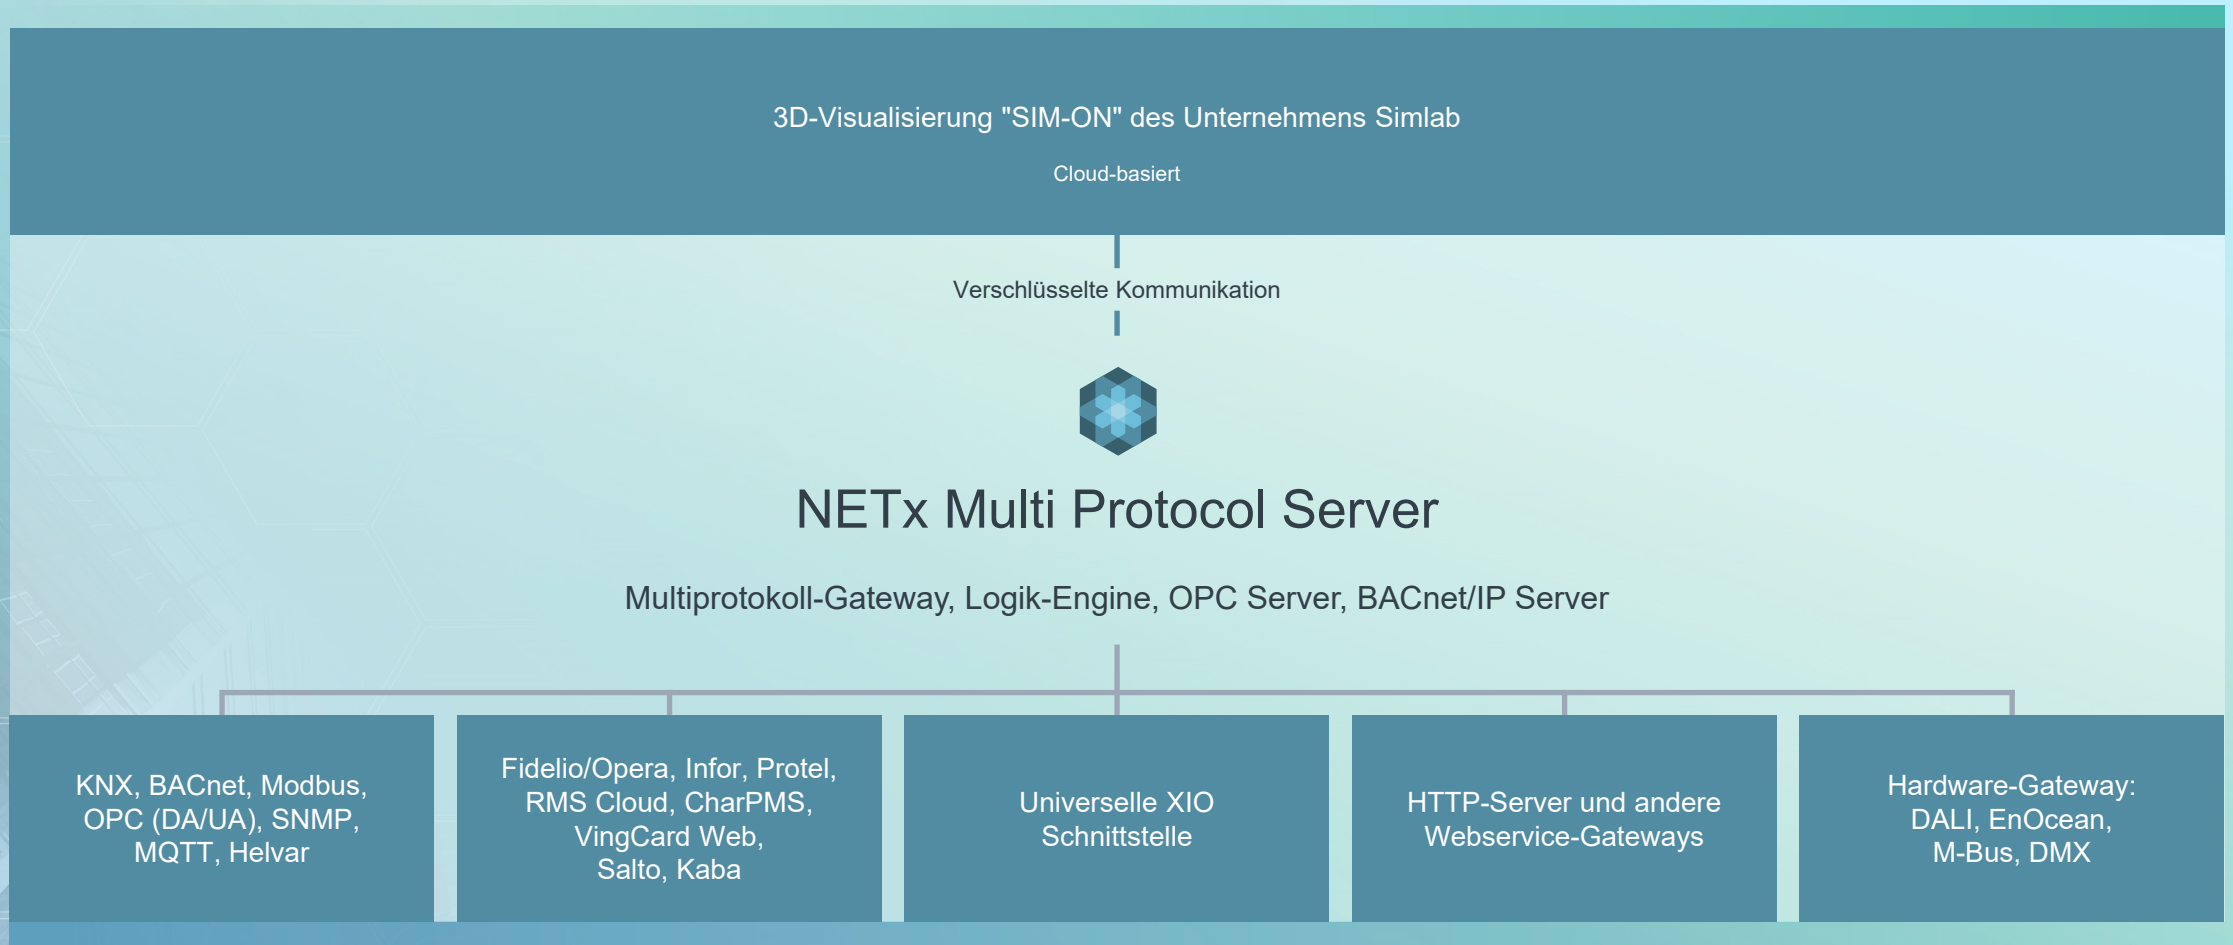 3D-Visualisierung "SIM-ON" des Unternehmens Simlab
Cloud-basiert
Verschlüsselte Kommunikation
NETx Multi Protocol Server
Multiprotokoll-Gateway, Logik-Engine, OPC Server, BACnet/IP Server
KNX, BACnet, Modbus,
OPC (DA/UA), SNMP,
MQTT, Helvar
Fidelio/Opera, Infor, Protel,
RMS Cloud, CharPMS,
VingCard Web,
Salto, Kaba
Universelle XIO
Schnittstelle
HTTP-Server und andere
Webservice-Gateways
Hardware-Gateway:
DALI, EnOcean,
M-Bus, DMX